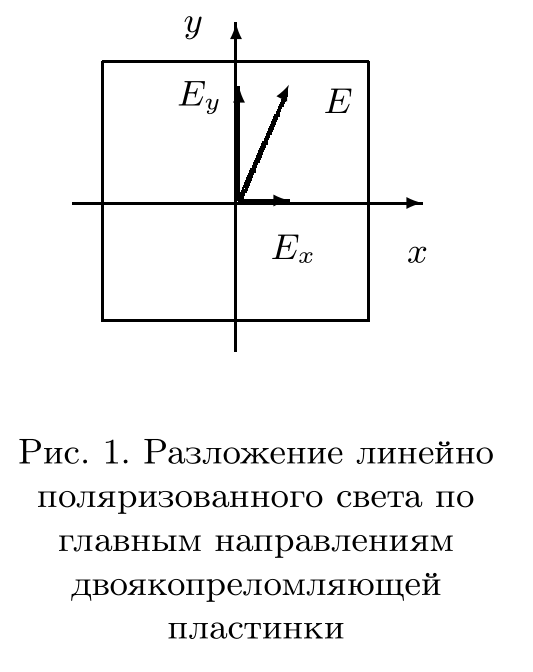 y
E_y
E
E_x
x
Рис. 1. Разложение линейно
поляризованного света по
главным направлениям
двоякопреломляющей
пластинки